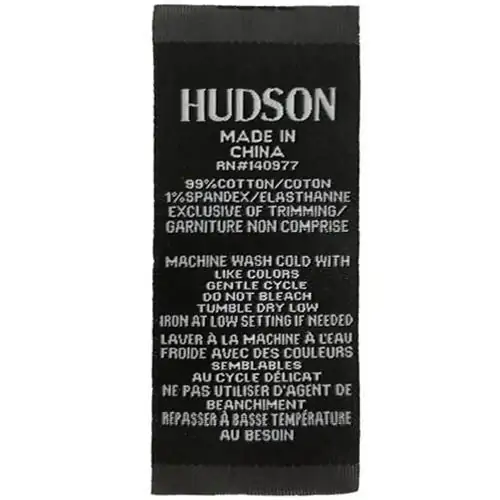 HUDSON
MADE IN
CHINA
RN#140977
99%COTTON/COTON
1%SPANDEX/ELASTHANNE
EXCLUSIVE OF TRIMMING/
GARNITURE NON COMPRISE
MACHINE WASH COLD WITH
LIKE COLORS
GENTLE CYCLE
DO NOT BLEACH
TUMBLE DRY LOW
IRON AT LOW SETTING IF NEEDED
LAVER À LA MACHINE À L'EAU
FROIDE AVEC DES COULEURS
SEMBLABLES
AU CYCLE DÉLICAT
NE PAS UTILISER D'AGENT DE
BEANCHIMENT
REPASSER À BASSE TEMPÉRATURE
AU BESOIN